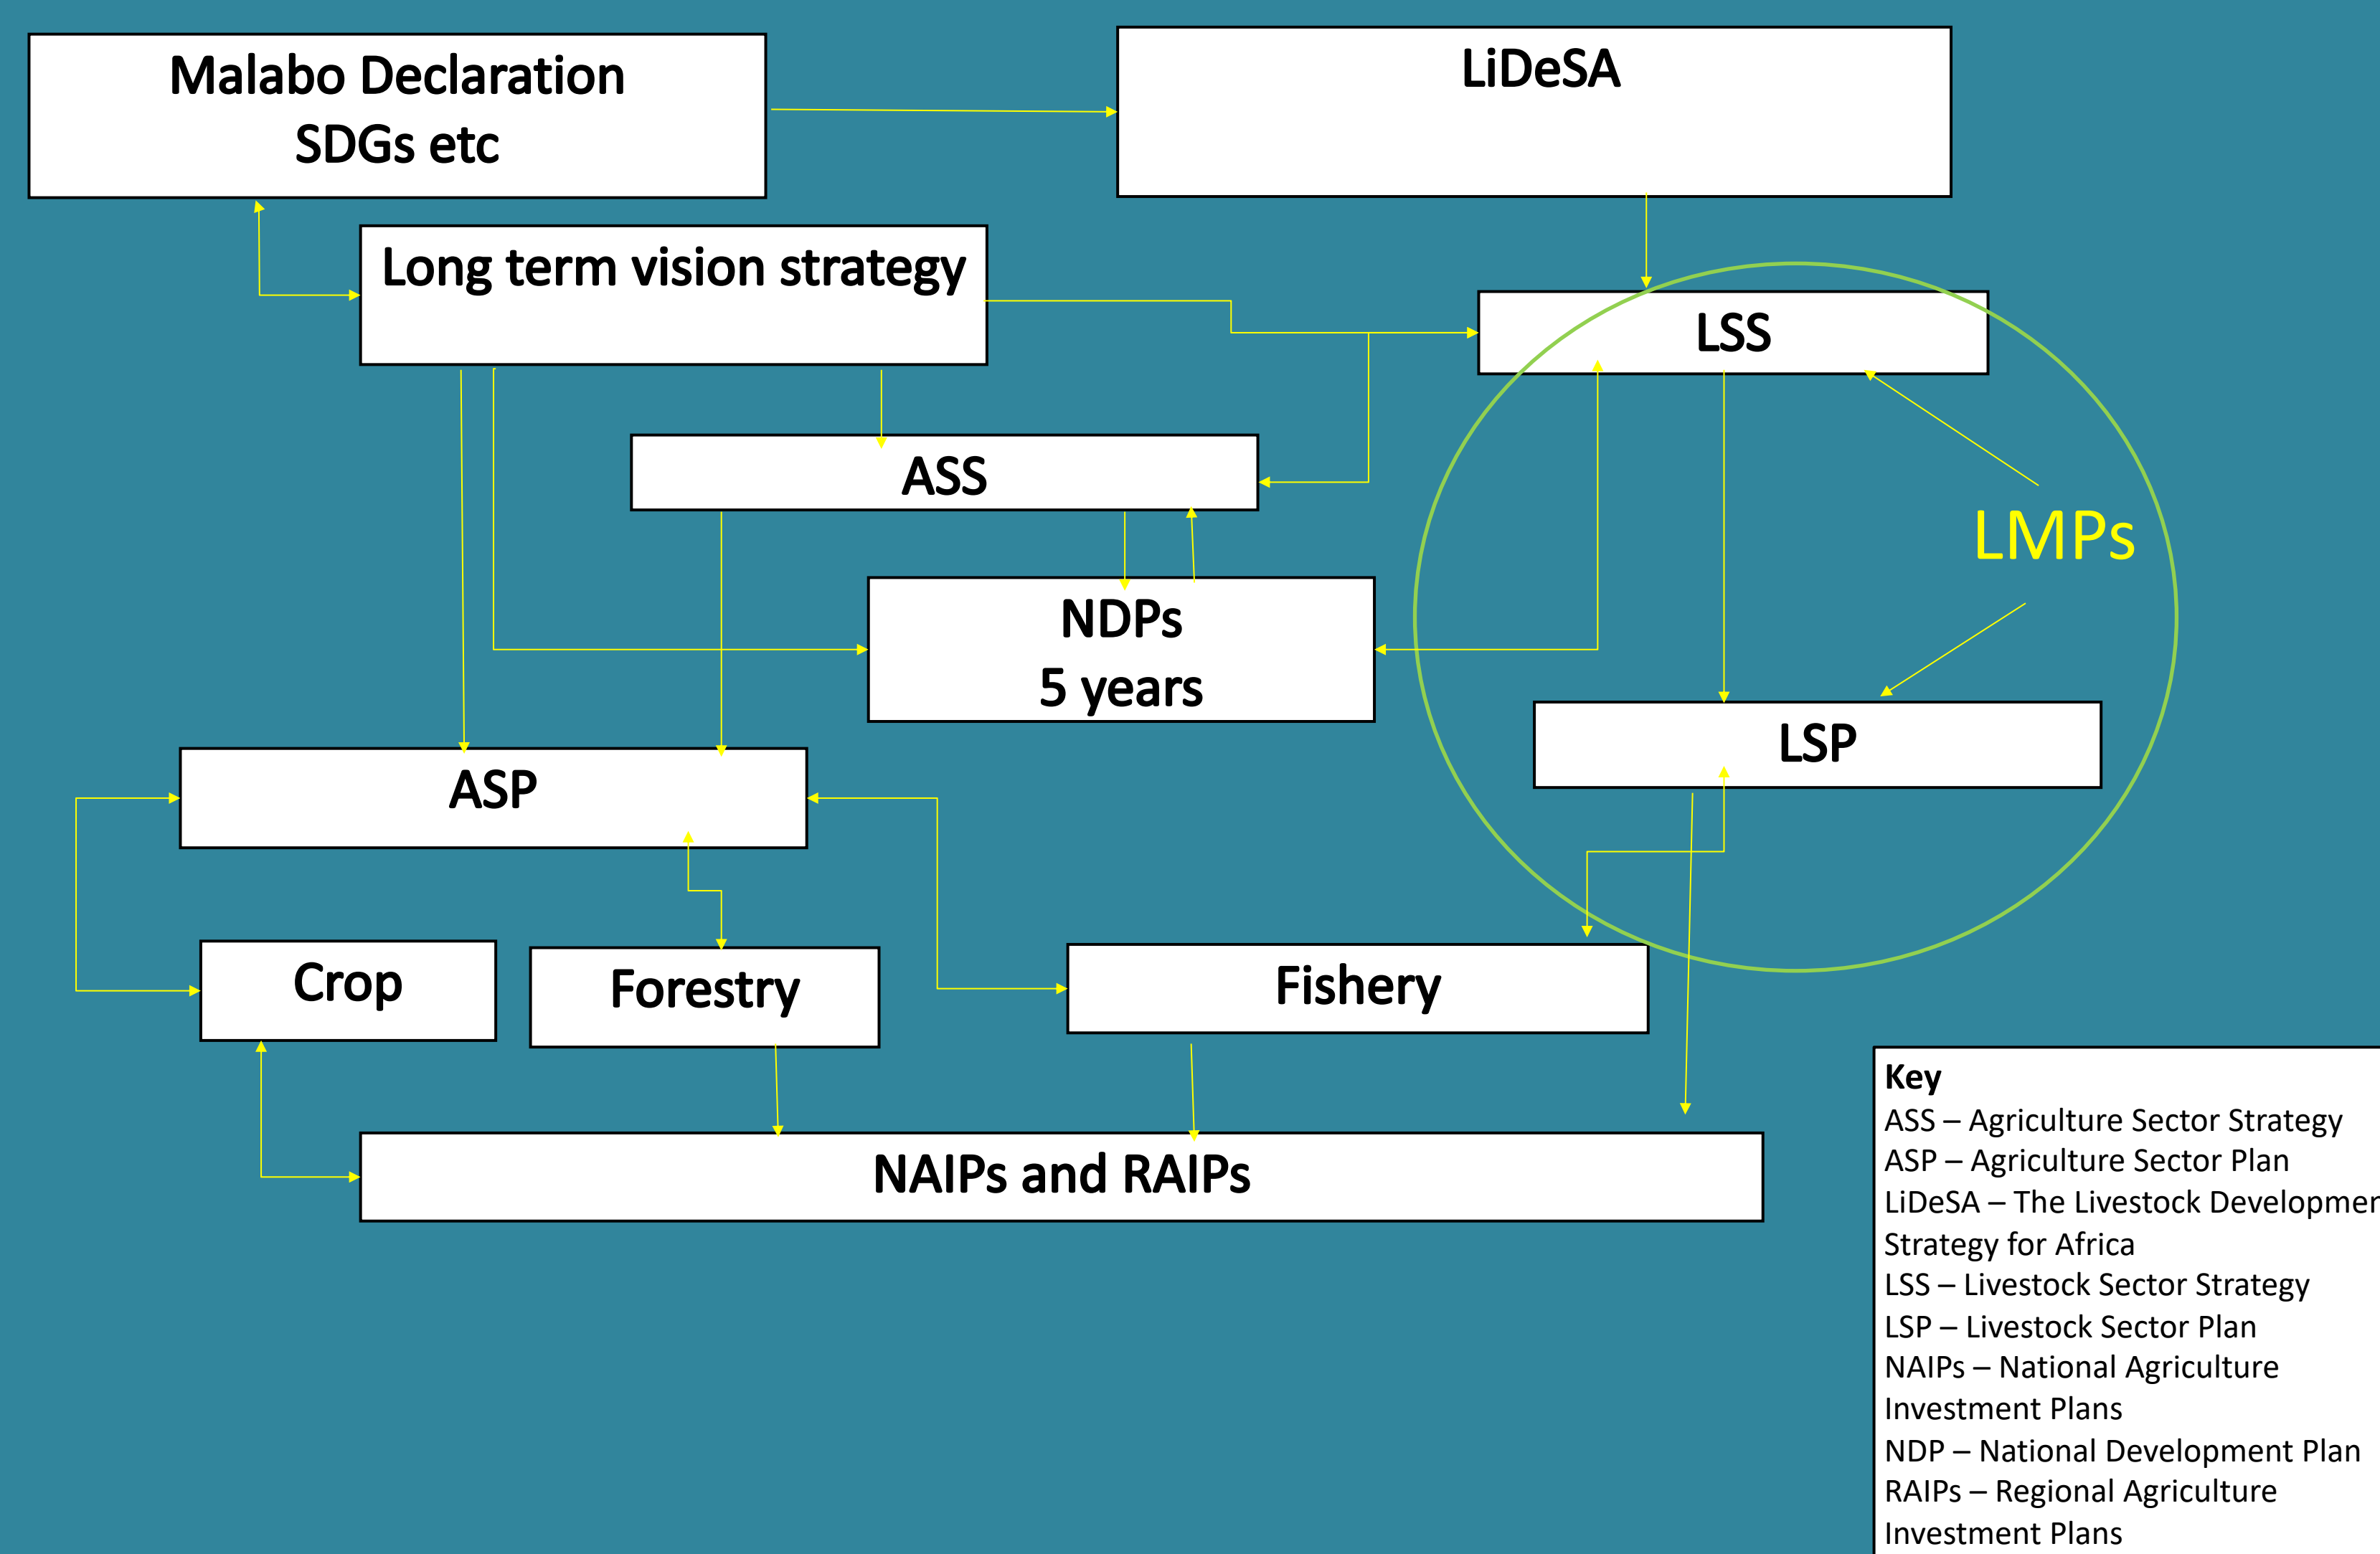 Malabo Declaration
SDGs etc
LiDeSA
Long term vision strategy
LSS
ASS
LMPs
NDPs
5 years
LSP
ASP
Crop
Forestry
Fishery
NAIPs and RAIPs
Key
ASS – Agriculture Sector Strategy
ASP – Agriculture Sector Plan
LiDeSA – The Livestock Developmen
Strategy for Africa
LSS – Livestock Sector Strategy
LSP – Livestock Sector Plan
NAIPs – National Agriculture
Investment Plans
NDP – National Development Plan
RAIPs – Regional Agriculture
Investment Plans